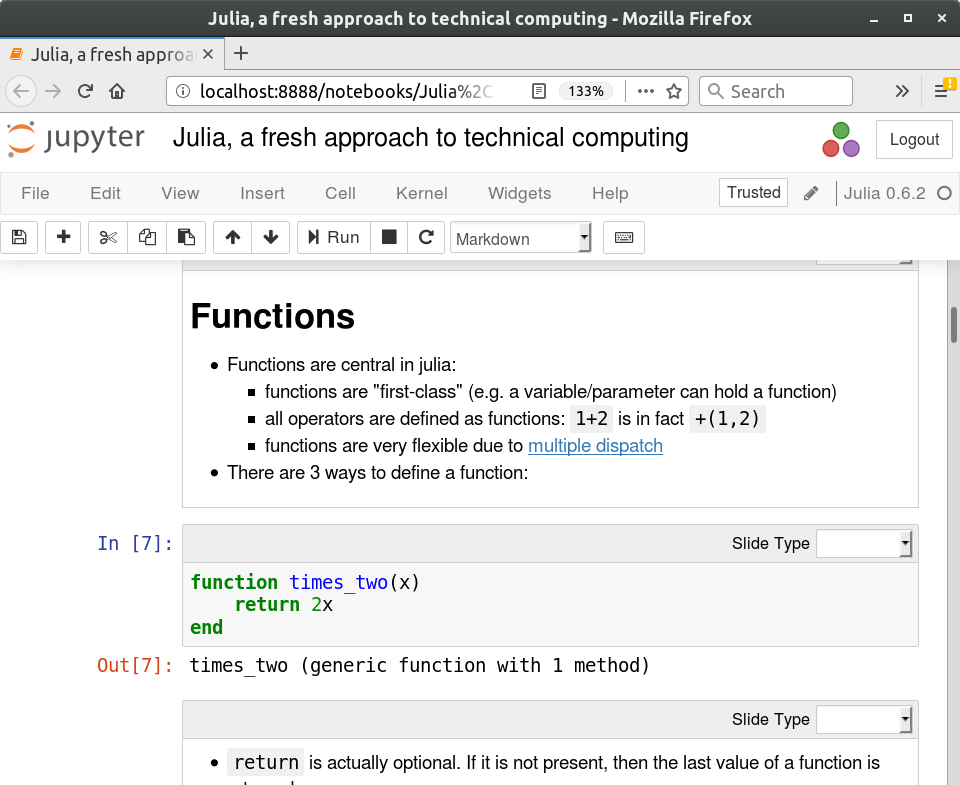 Julia, a fresh approach to technical computing - Mozilla Firefox
Julia, a fresh approa
localhost:8888/notebooks/Julia%2C
133%
Search
jupyter
Julia, a fresh approach to technical computing
Logout
File Edit View Insert Cell Kernel Widgets Help
Trusted
Julia 0.6.2
Run
Markdown
Functions
Functions are central in julia:
functions are "first-class" (e.g. a variable/parameter can hold a function)
all operators are defined as functions: 1+2 is in fact +(1,2)
functions are very flexible due to multiple dispatch
There are 3 ways to define a function:
In [7]:
Slide Type
function times_two(x)
    return 2x
end
Out[7]: times_two (generic function with 1 method)
Slide Type
return is actually optional. If it is not present, then the last value of a function is